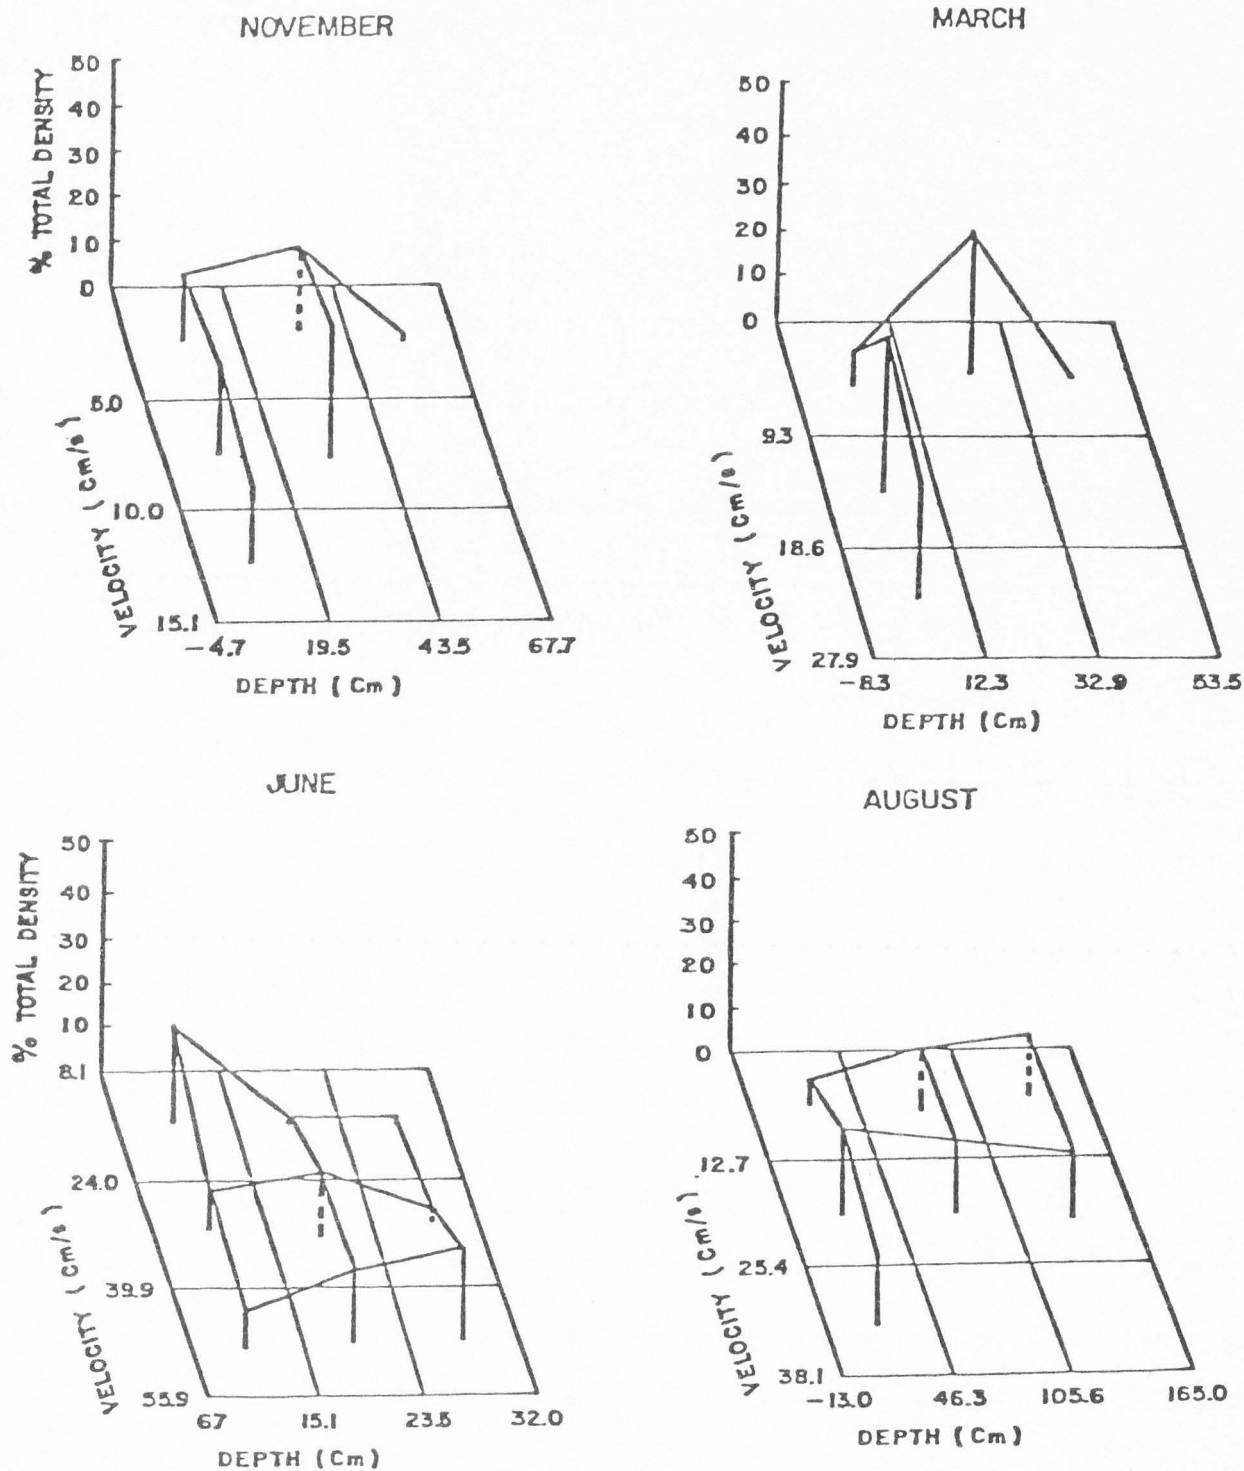 NOVEMBER
% TOTAL DENSITY
50
40
30
20
10
0
5.0
10.0
15.1
VELOCITY (Cm/s)
-4.7 19.5 43.5 67.7
DEPTH (Cm)
MARCH
50
40
30
20
10
0
9.3
18.6
27.9
VELOCITY (Cm/s)
-8.3 12.3 32.9 53.5
DEPTH (Cm)
JUNE
% TOTAL DENSITY
50
40
30
20
10
8.1
24.0
39.9
55.9
VELOCITY (Cm/s)
67 15.1 23.5 32.0
DEPTH (Cm)
AUGUST
50
40
30
20
10
0
12.7
25.4
38.1
VELOCITY (Cm/s)
-13.0 46.3 105.6 165.0
DEPTH (Cm)